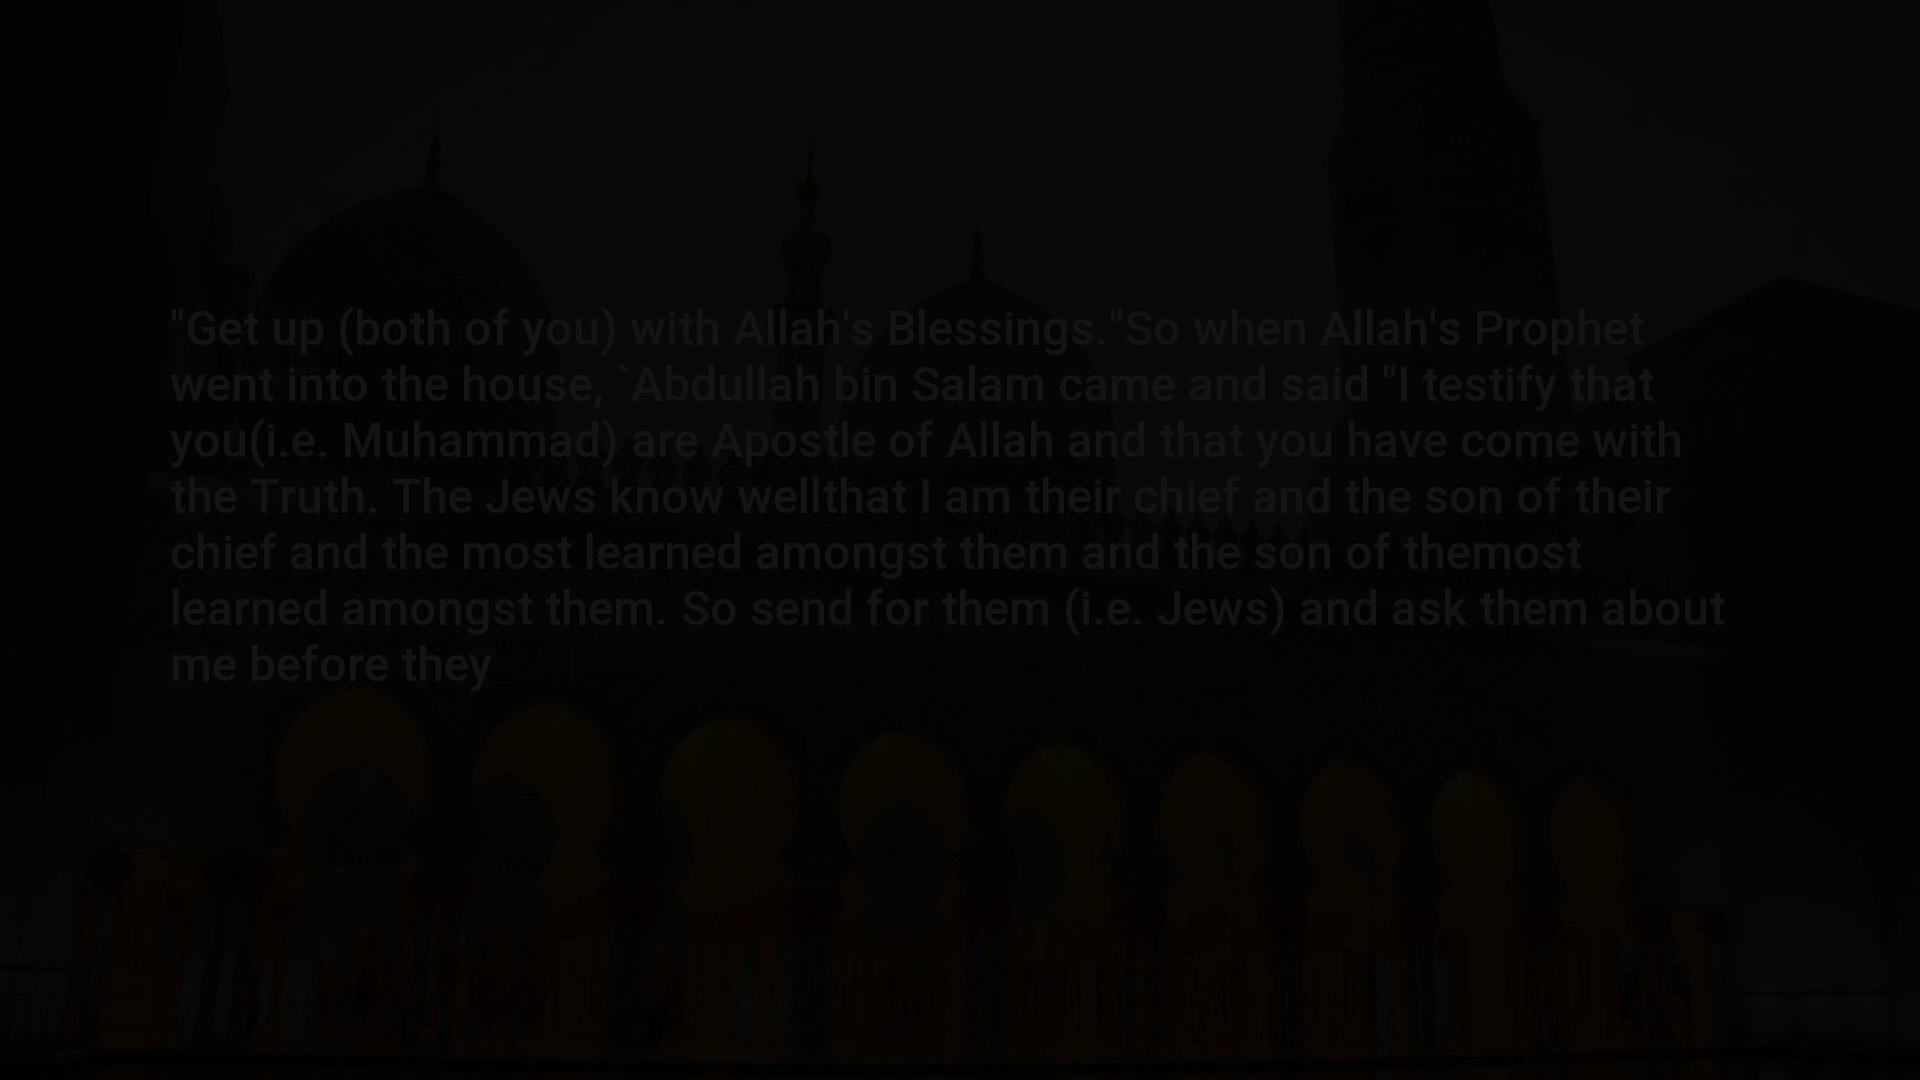 "Get up (both of you) with Allah's Blessings."So when Allah's Prophet
went into the house, `Abdullah bin Salam came and said "I testify that
you(i.e. Muhammad) are Apostle of Allah and that you have come with
the Truth. The Jews know wellthat I am their chief and the son of their
chief and the most learned amongst them and the son of themost
learned amongst them. So send for them (i.e. Jews) and ask them about
me before they